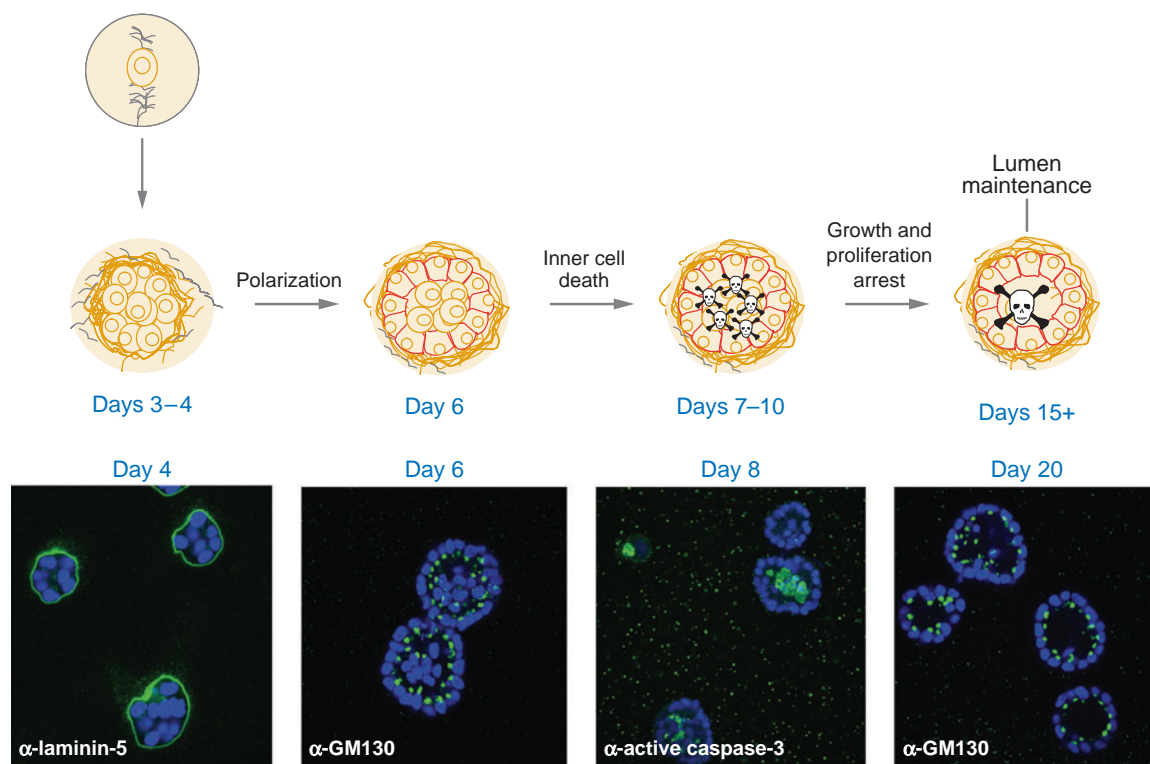 Lumen
maintenance
Polarization
Inner cell
death
Growth and
proliferation
arrest
Days 3–4
Day 6
Days 7–10
Days 15+
Day 4
Day 6
Day 8
Day 20
α-laminin-5
α-GM130
α-active caspase-3
α-GM130